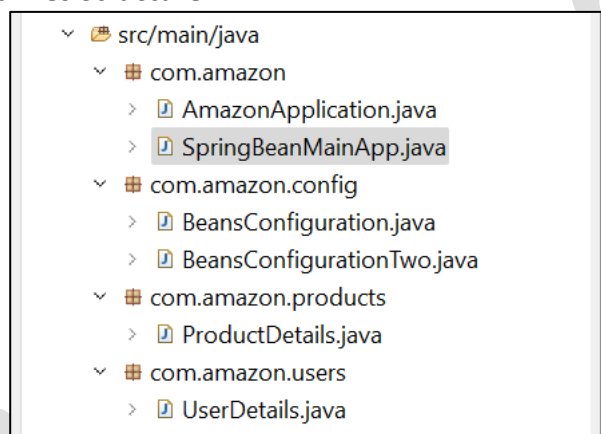 src/main/java
com.amazon
AmazonApplication.java
SpringBeanMainApp.java
com.amazon.config
BeansConfiguration.java
BeansConfigurationTwo.java
com.amazon.products
ProductDetails.java
com.amazon.users
UserDetails.java